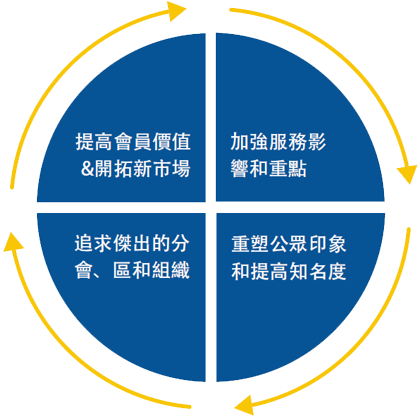 提高會員價值
&開拓新市場
加強服務影
響和重點
追求傑出的分
會、區和組織
重塑公眾印象
和提高知名度